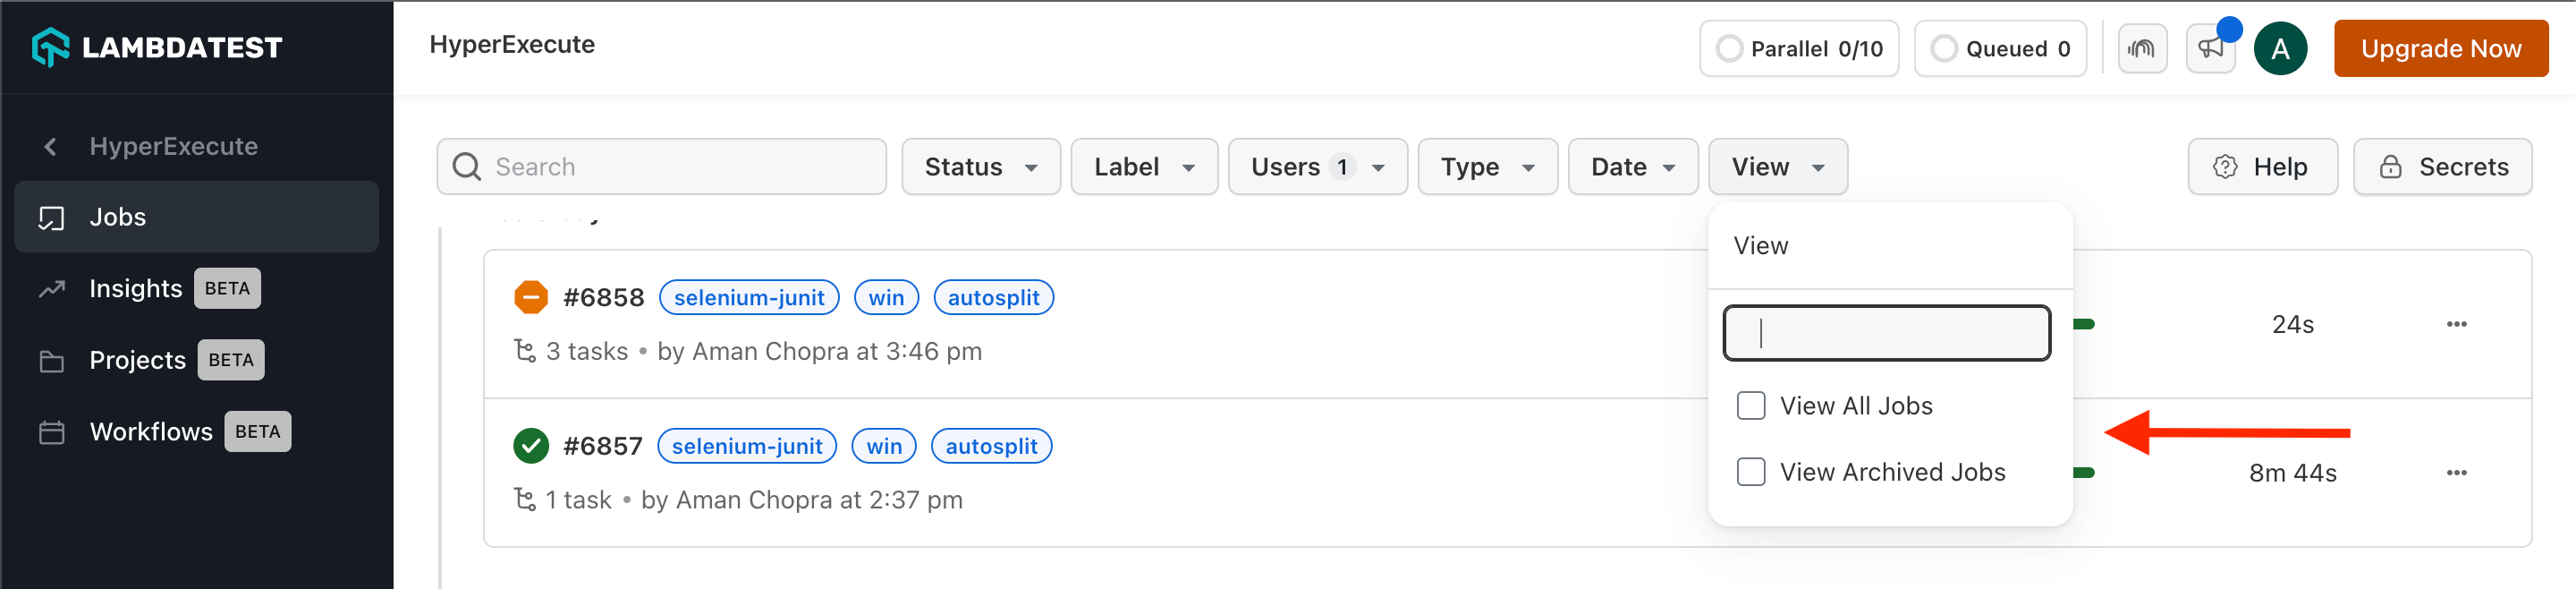 LAMBDATEST
HyperExecute
Parallel 0/10
Queued 0
A
Upgrade Now
HyperExecute
Jobs
Insights BETA
Projects BETA
Workflows BETA
Search
Status
Label
Users 1
Type
Date
View
Help
Secrets
View
View All Jobs
View Archived Jobs
#6858 selenium-junit win autosplit
3 tasks • by Aman Chopra at 3:46 pm
24s
#6857 selenium-junit win autosplit
1 task • by Aman Chopra at 2:37 pm
8m 44s